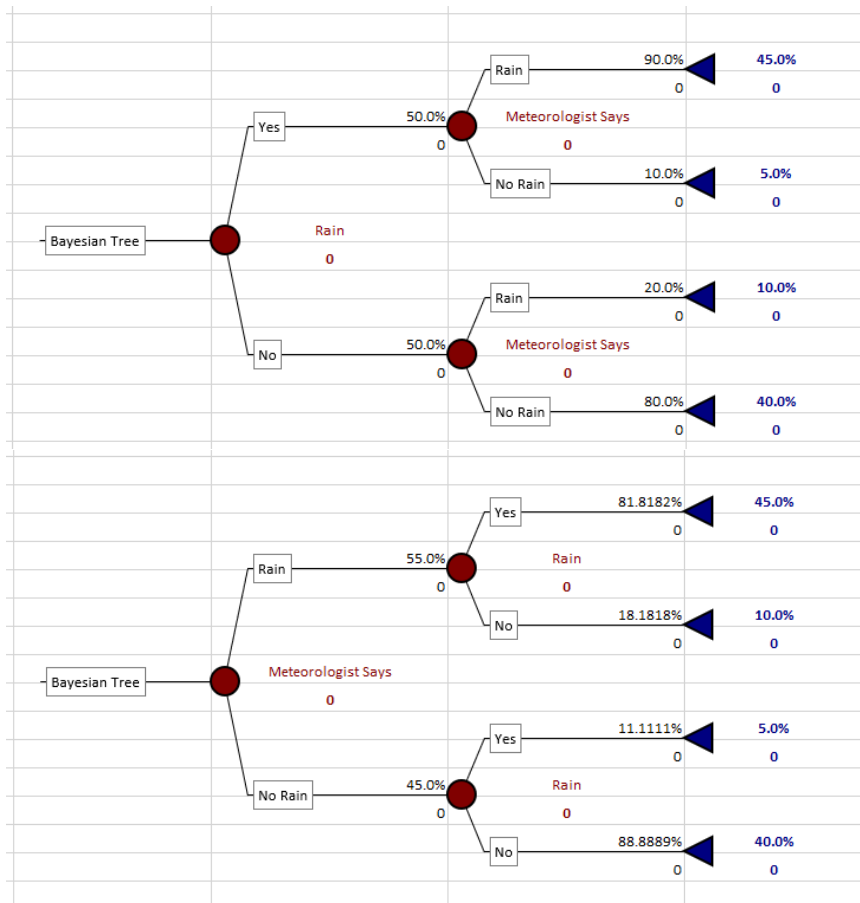 90.0% 45.0%
Rain
0 0
50.0% Meteorologist Says
Yes
0 0
10.0% 5.0%
No Rain
0 0
Rain
Bayesian Tree
0
20.0% 10.0%
Rain
0 0
50.0% Meteorologist Says
No
0 0
80.0% 40.0%
No Rain
0 0
81.8182% 45.0%
Yes
0 0
55.0% Rain
Rain
0 0
18.1818% 10.0%
No
0 0
Meteorologist Says
Bayesian Tree
0
11.1111% 5.0%
Yes
0 0
45.0% Rain
No Rain
0 0
88.8889% 40.0%
No
0 0